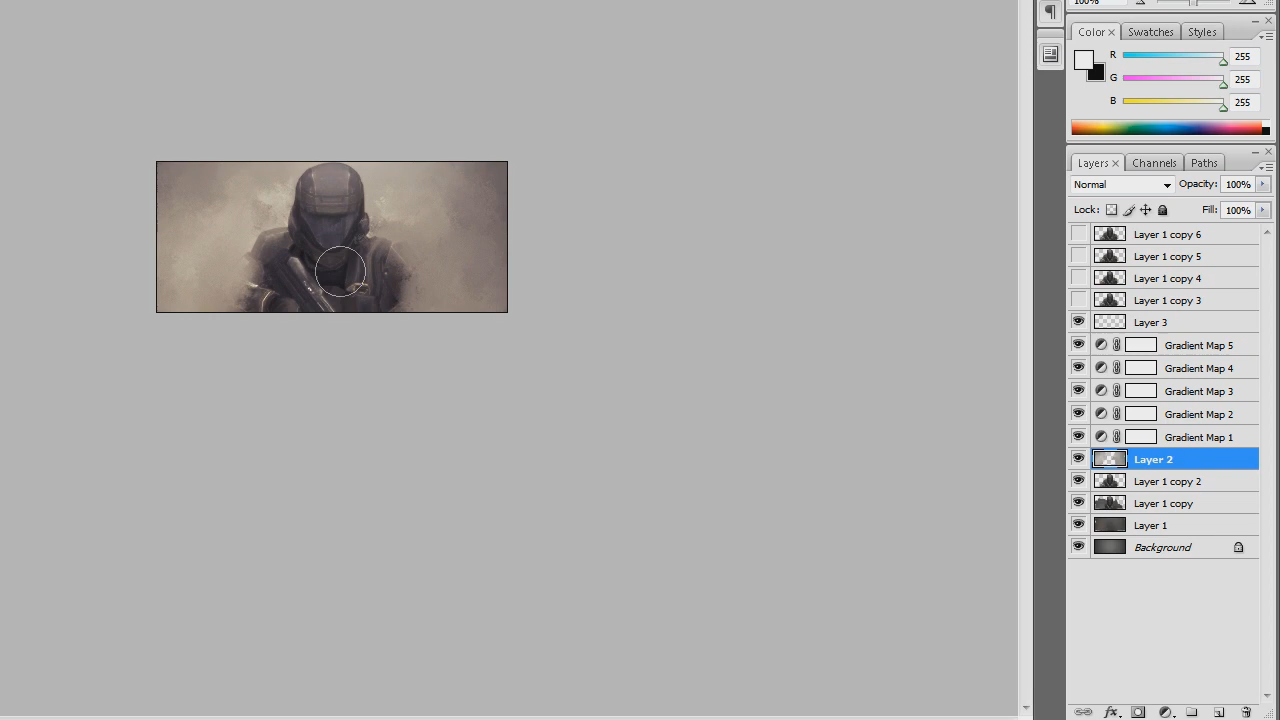 100%
Color × Swatches Styles
R 255
G 255
B 255
Layers × Channels Paths
Normal Opacity: 100%
Lock: Fill: 100%
Layer 1 copy 6
Layer 1 copy 5
Layer 1 copy 4
Layer 1 copy 3
Layer 3
Gradient Map 5
Gradient Map 4
Gradient Map 3
Gradient Map 2
Gradient Map 1
Layer 2
Layer 1 copy 2
Layer 1 copy
Layer 1
Background
fx